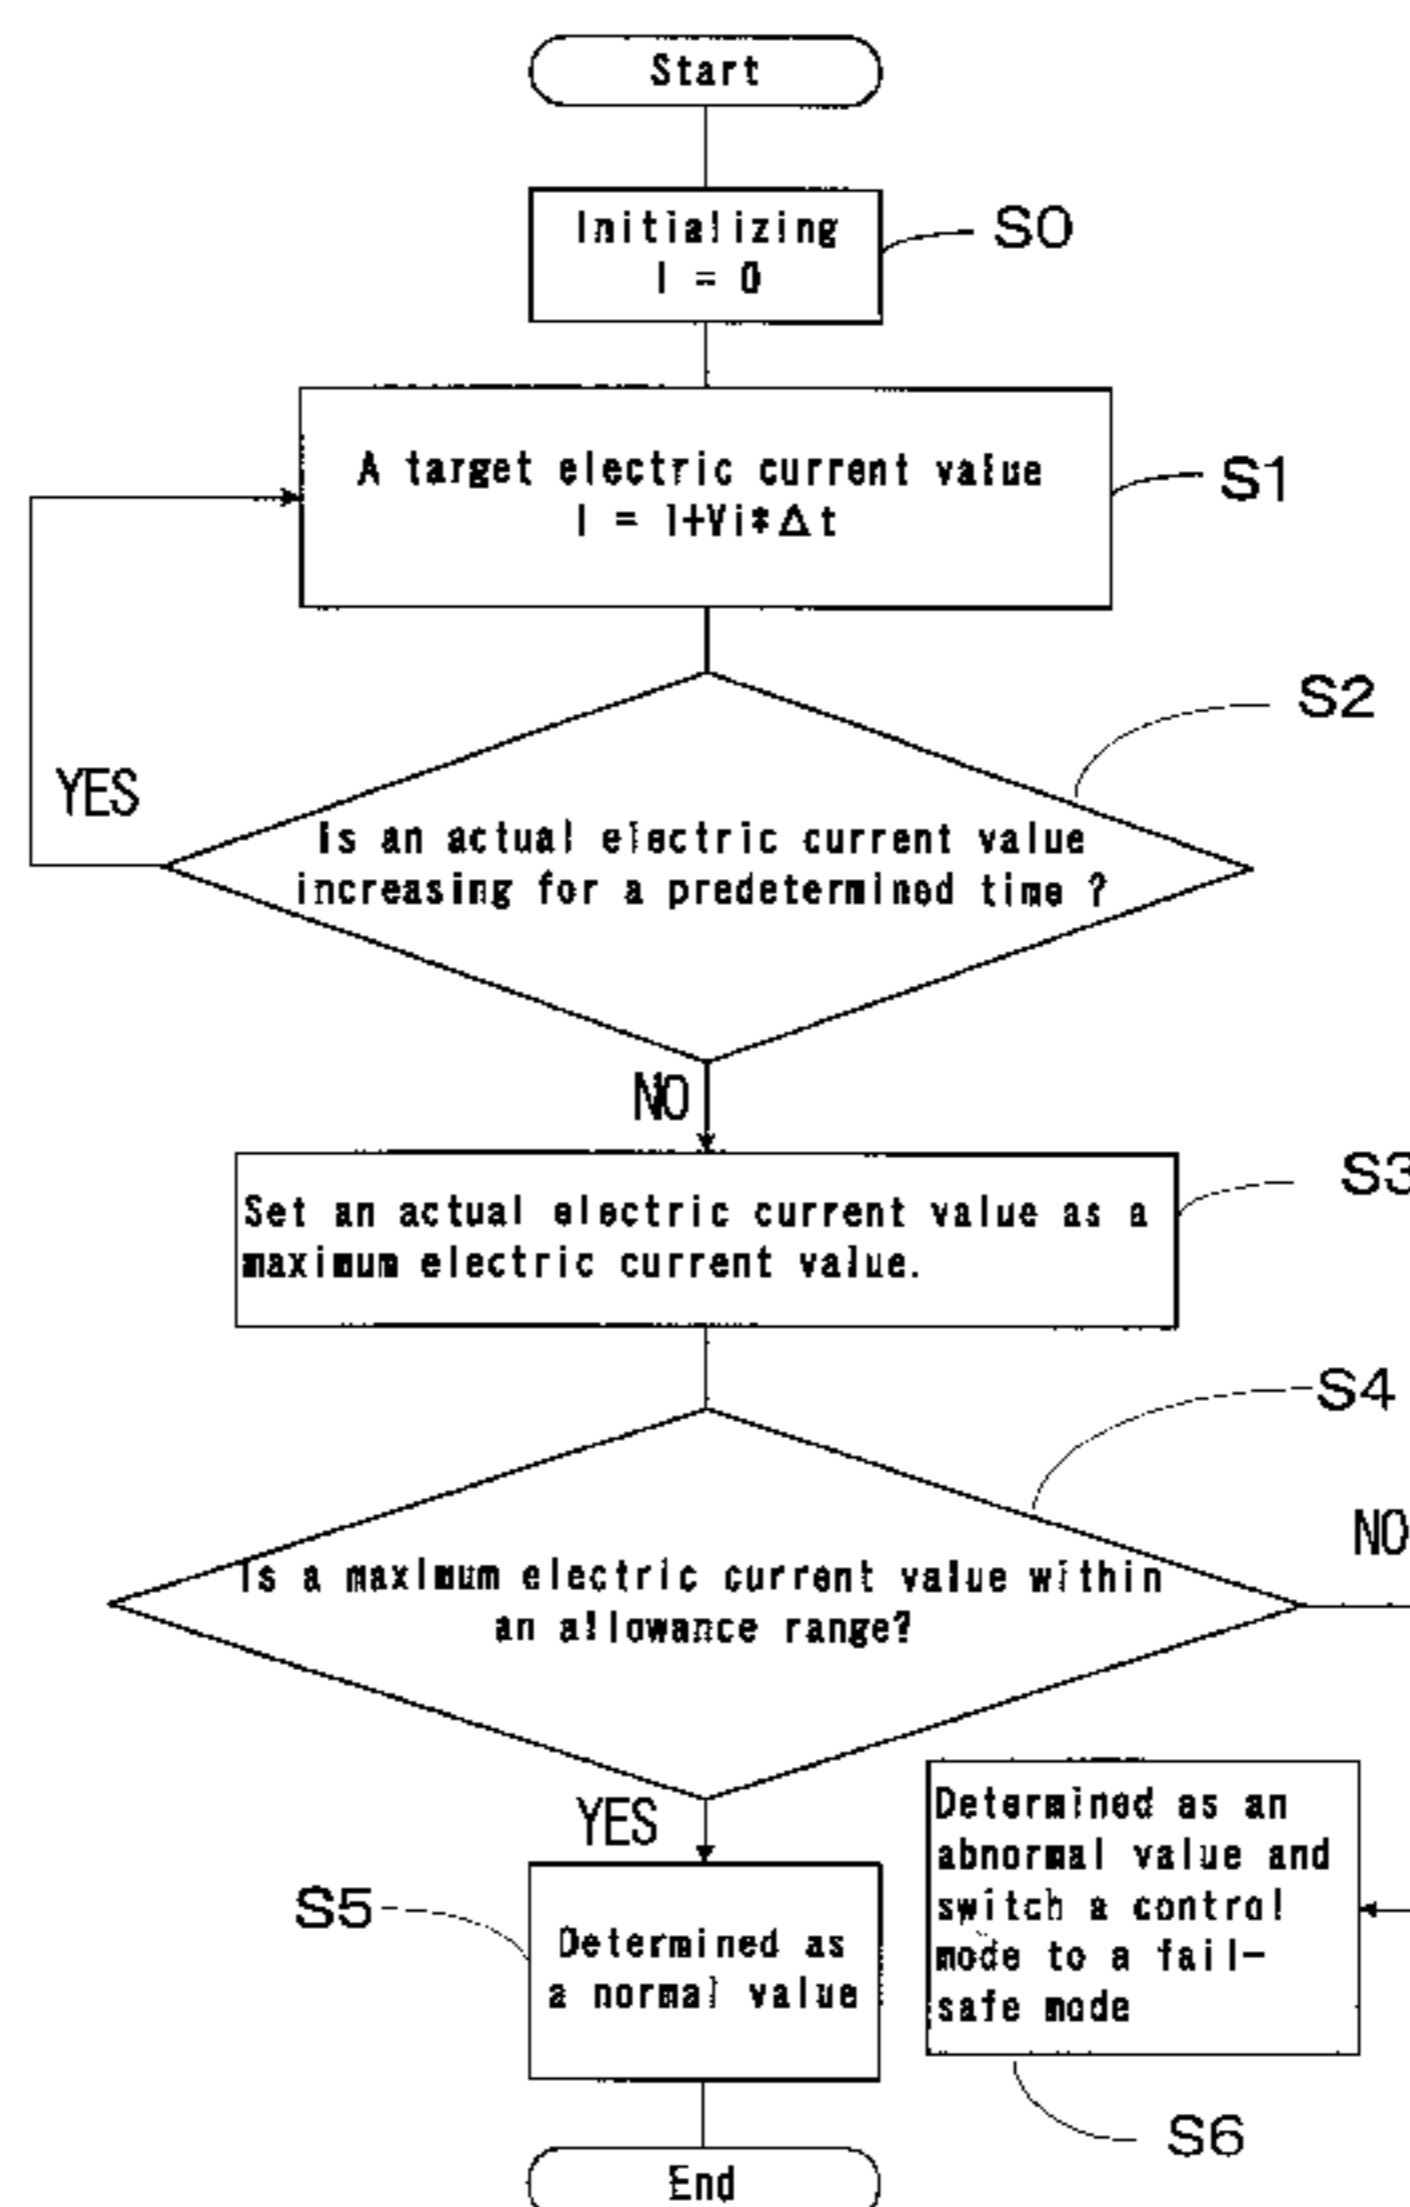 Start
Initializing
I = 0
S0
A target electric current value
I = I+Vi*Δt
S1
S2
YES
Is an actual electric current value
increasing for a predetermined time ?
NO
S3
Set an actual electric current value as a
maximum electric current value.
S4
NO
Is a maximum electric current value within
an allowance range?
YES
Determined as an
abnormal value and
switch a control
mode to a fail-
safe mode
S5
Determined as
a normal value
S6
End